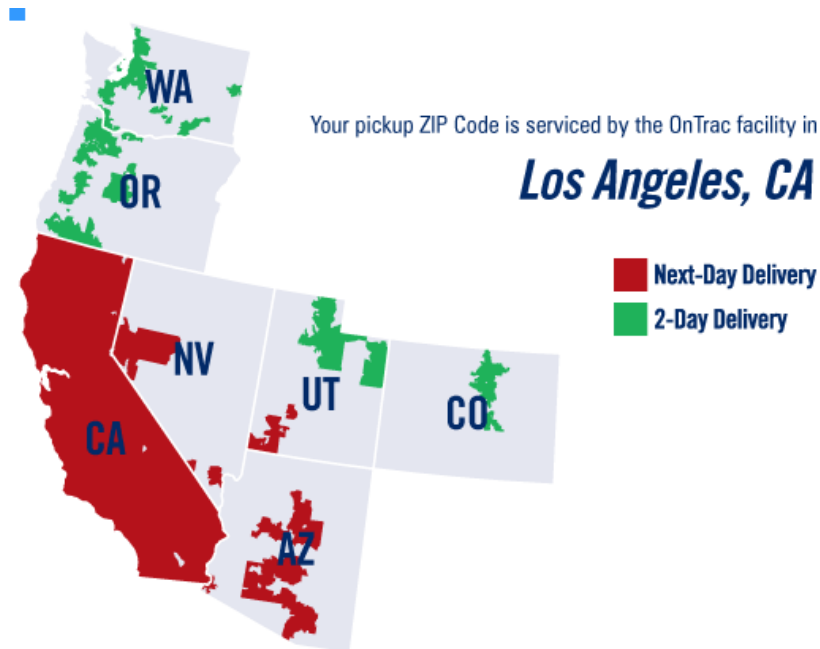 WA
Your pickup ZIP Code is serviced by the OnTrac facility in
Los Angeles, CA
OR
Next-Day Delivery
2-Day Delivery
NV
UT
CO
CA
AZ